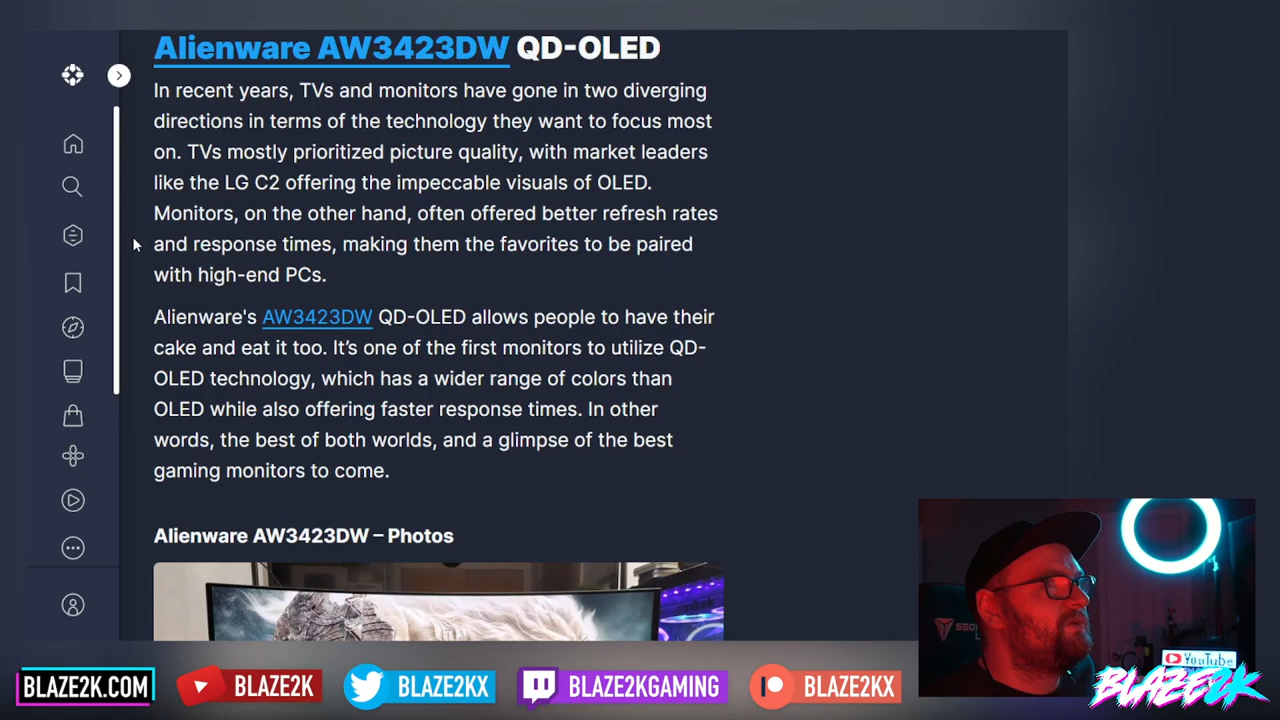 Alienware AW3423DW QD-OLED
In recent years, TVs and monitors have gone in two diverging
directions in terms of the technology they want to focus most
on. TVs mostly prioritized picture quality, with market leaders
like the LG C2 offering the impeccable visuals of OLED.
Monitors, on the other hand, often offered better refresh rates
and response times, making them the favorites to be paired
with high-end PCs.
Alienware's AW3423DW QD-OLED allows people to have their
cake and eat it too. It’s one of the first monitors to utilize QD-
OLED technology, which has a wider range of colors than
OLED while also offering faster response times. In other
words, the best of both worlds, and a glimpse of the best
gaming monitors to come.
Alienware AW3423DW – Photos
YouTube
BLAZE2K
BLAZE2K.COM
BLAZE2K
BLAZE2KX
BLAZE2KGAMING
BLAZE2KX